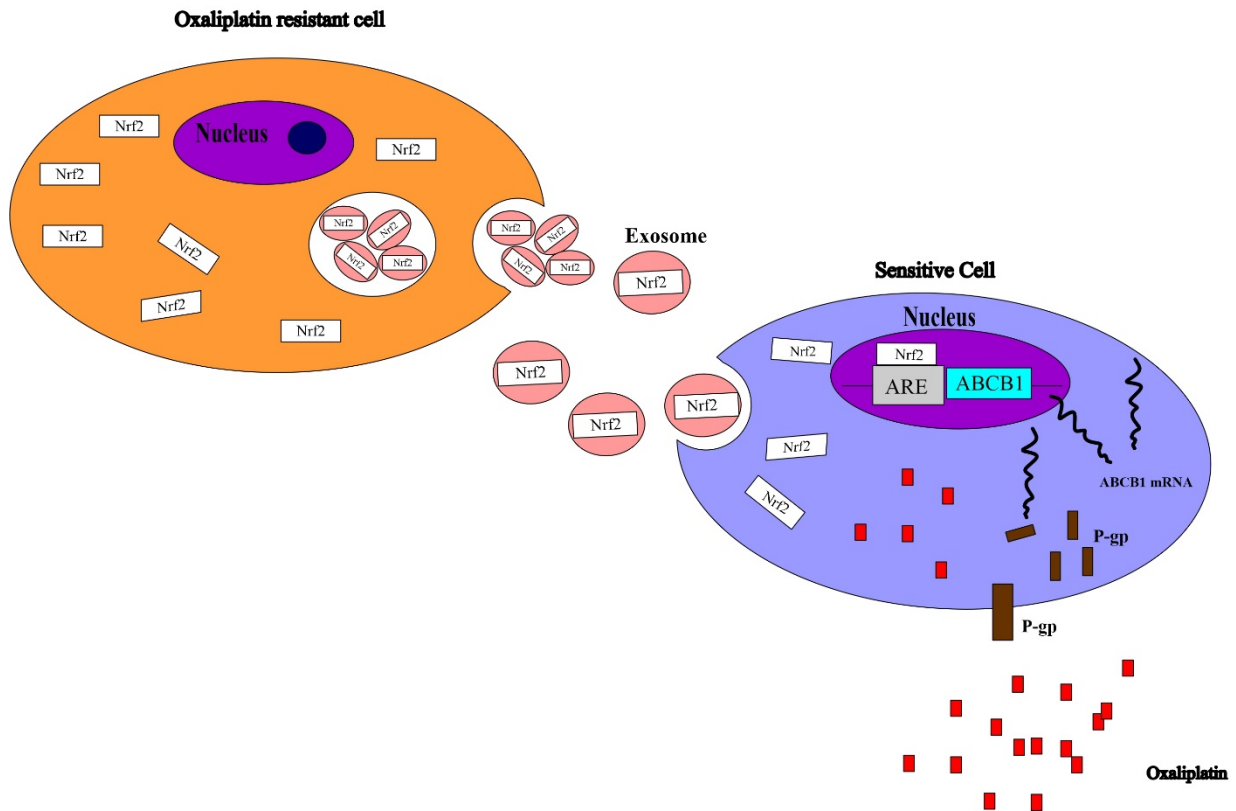 Oxaliplatin resistant cell
Nrf2
Nucleus
Nrf2
Nrf2
Nrf2
Nrf2
Nrf2
Nrf2
Nrf2
Nrf2
Nrf2
Nrf2
Nrf2
Nrf2
Nrf2
Nrf2
Exosome
Nrf2
Nrf2
Nrf2
Nrf2
Sensitive Cell
Nucleus
Nrf2
Nrf2
ARE
ABCB1
Nrf2
Nrf2
ABCB1 mRNA
P-gp
P-gp
Oxaliplatin